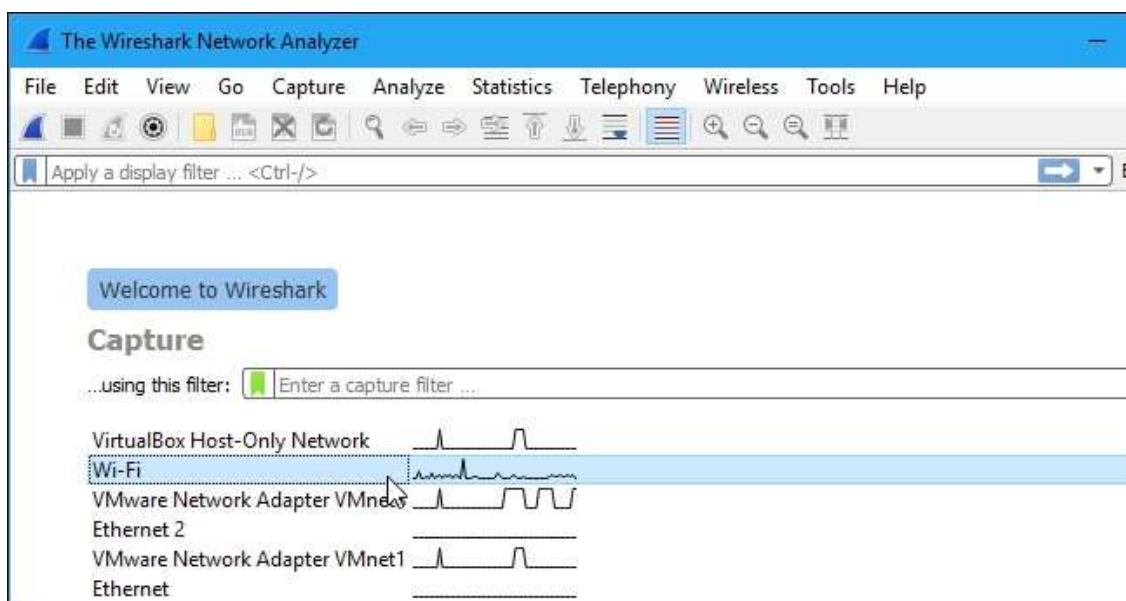 The Wireshark Network Analyzer
File Edit View Go Capture Analyze Statistics Telephony Wireless Tools Help
Apply a display filter ... <Ctrl-/>
Welcome to Wireshark
Capture
...using this filter: Enter a capture filter ...
VirtualBox Host-Only Network
Wi-Fi
VMware Network Adapter
Ethernet 2
VMware Network Adapter VMnet1
Ethernet